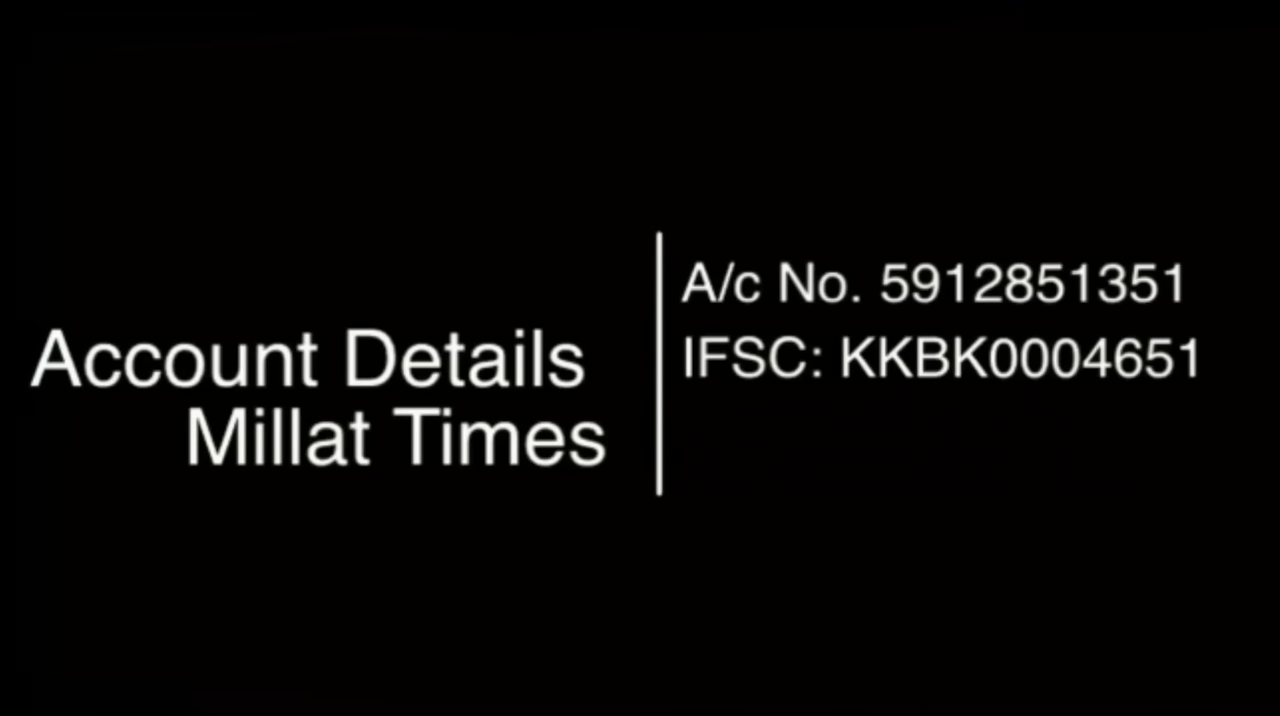 Account Details
Millat Times
A/c No. 5912851351
IFSC: KKBK0004651